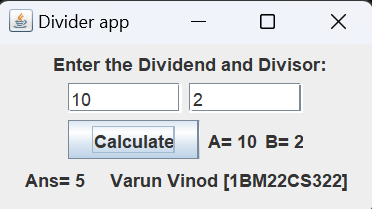 Divider app
Enter the Dividend and Divisor:
10 2
Calculate A= 10 B= 2
Ans= 5 Varun Vinod [1BM22CS322]